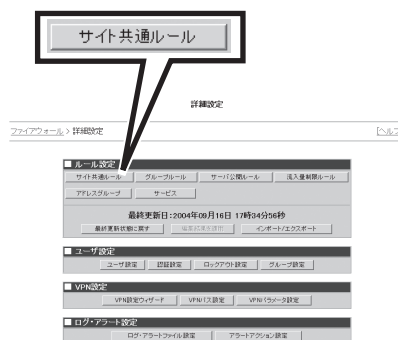 サイト共通ルール
詳細設定
ファイアウォール > 詳細設定 [ヘルプ
■ ルール設定
サイト共通ルール グループルール サーバ公開ルール 流入量制限ルール
アドレスグループ サービス
最終更新日:2004年09月16日 17時34分56秒
最終更新状態に戻す 編集結果を適用 インポート/エクスポート
■ ユーザ設定
ユーザ設定 認証設定 ロックアウト設定 グループ設定
■ VPN設定
VPN設定ウィザード VPNパス設定 VPNパラメータ設定
■ ログ・アラート設定
ログ・アラートファイル設定 アラートアクション設定